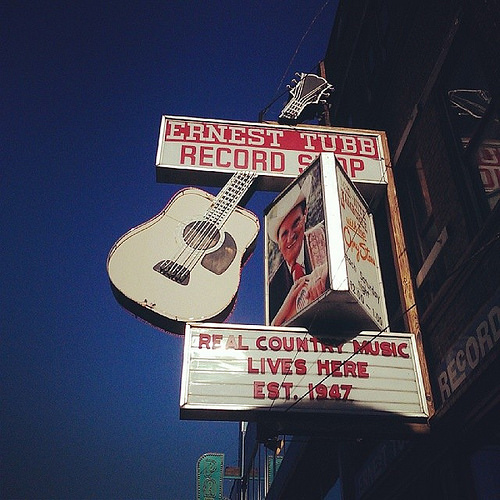 ERNEST TUBB
RECORD SHOP
REAL COUNTRY MUSIC
LIVES HERE
EST. 1947
RECORD